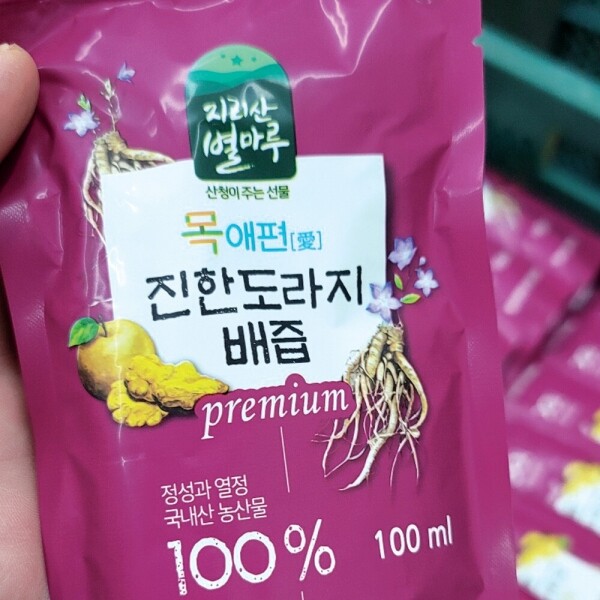 지리산
별마루
산청이 주는 선물
목애편[愛]
진한도라지
배즙
premium
정성과 열정
국내산 농산물
100%
100 ml